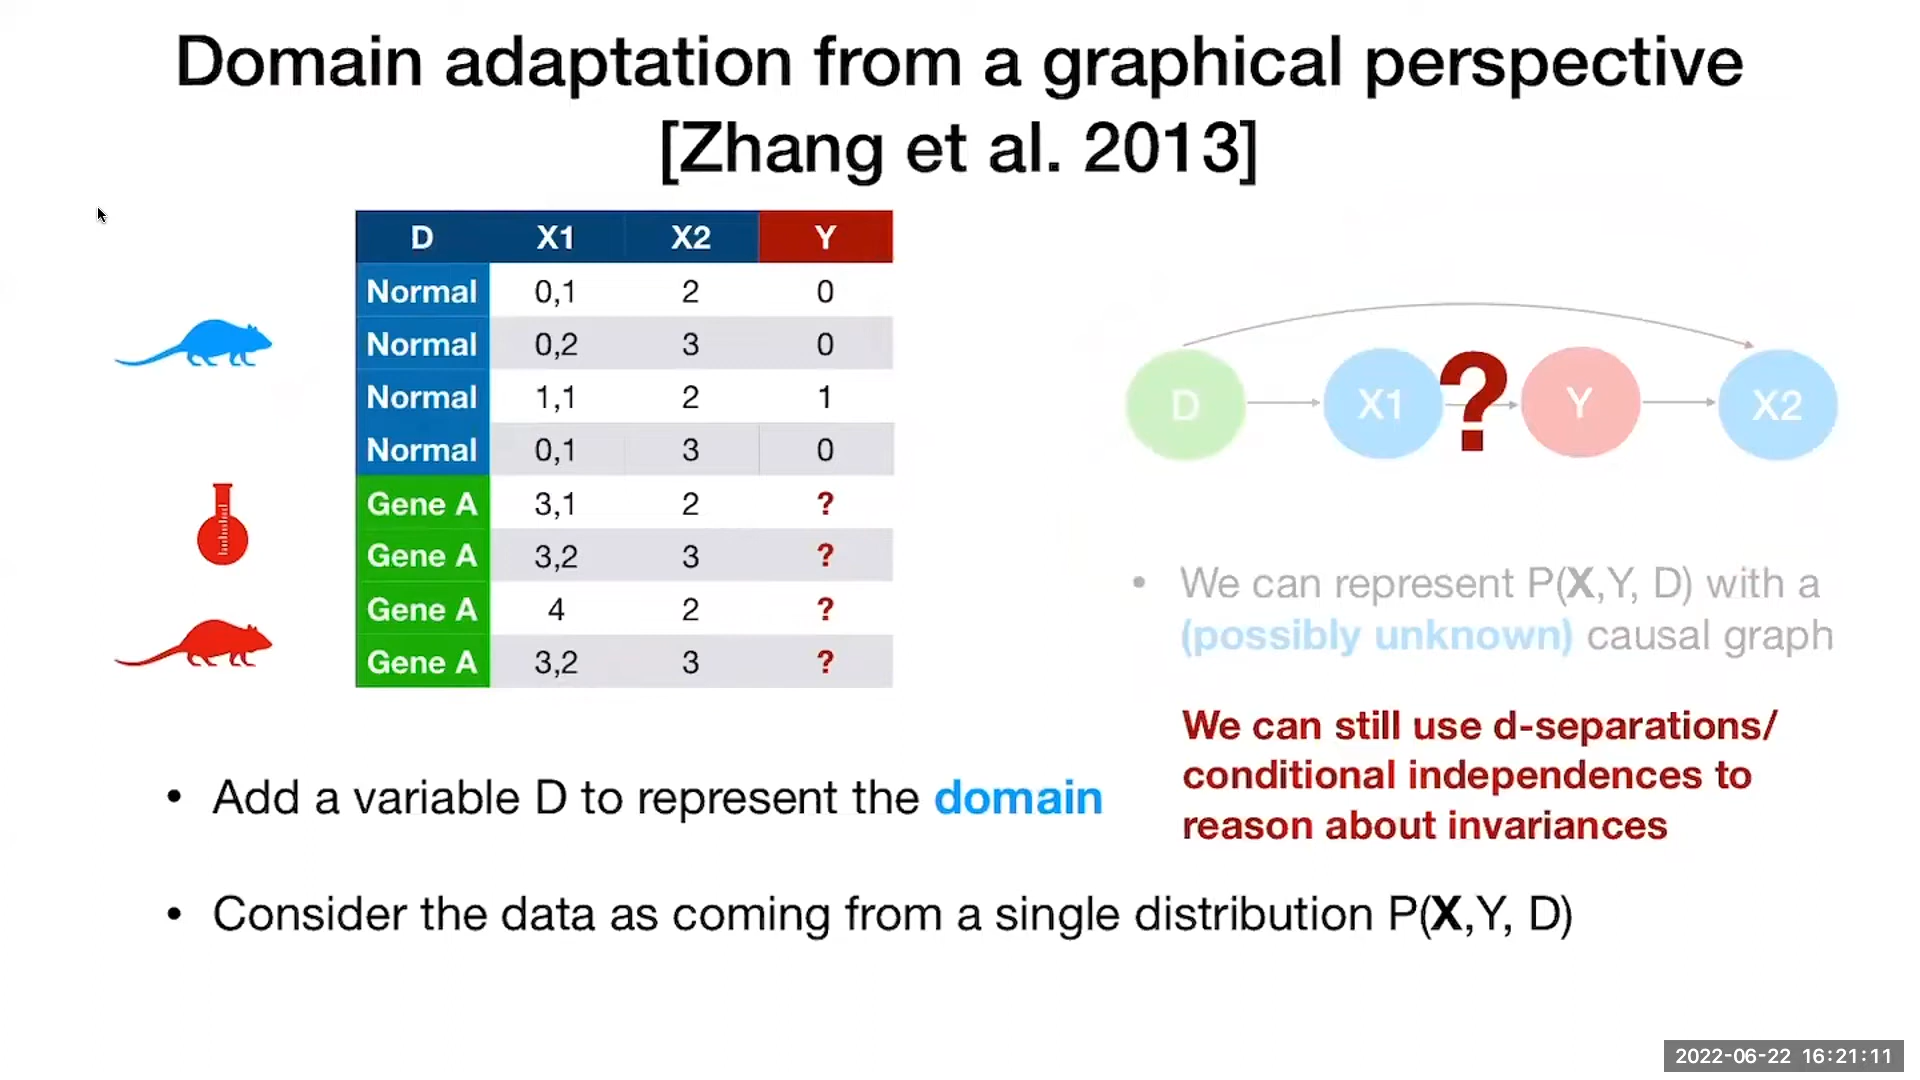 Domain adaptation from a graphical perspective
[Zhang et al. 2013]
D X1 X2 Y
Normal 0,1 2 0
Normal 0,2 3 0
Normal 1,1 2 1
Normal 0,1 3 0
Gene A 3,1 2 ?
Gene A 3,2 3 ?
Gene A 4 2 ?
Gene A 3,2 3 ?
D X1 ? Y X2
• We can represent P(X,Y, D) with a
(possibly unknown) causal graph
We can still use d-separations/
conditional independences to
reason about invariances
• Add a variable D to represent the domain
• Consider the data as coming from a single distribution P(X,Y, D)
2022-06-22 16:21:11